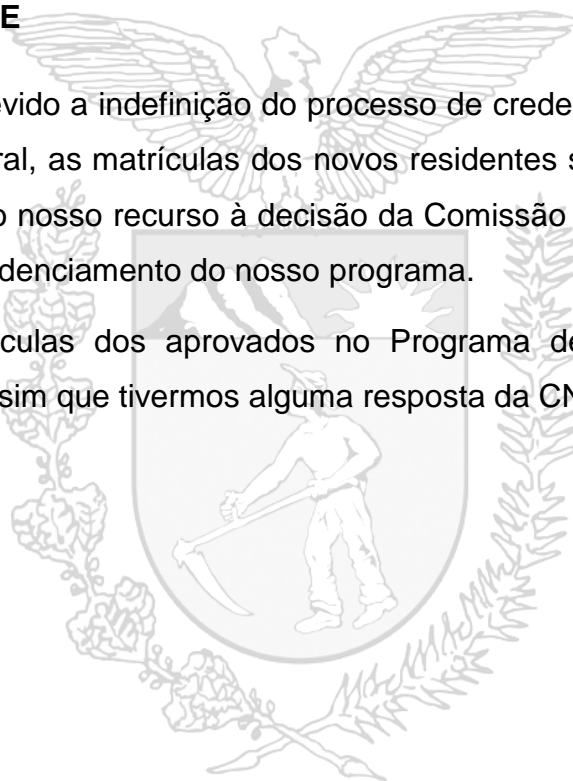 E
evido a indefinição do processo de crede
ral, as matrículas dos novos residentes s
o nosso recurso à decisão da Comissão
denciamento do nosso programa.
culas dos aprovados no Programa de
sim que tivermos alguma resposta da CN